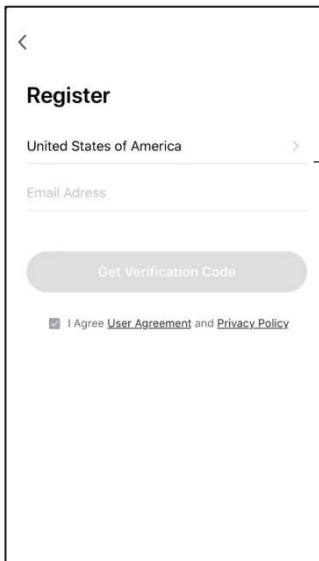 Register
United States of America
Email Adress
Get Verification Code
I Agree User Agreement and Privacy Policy